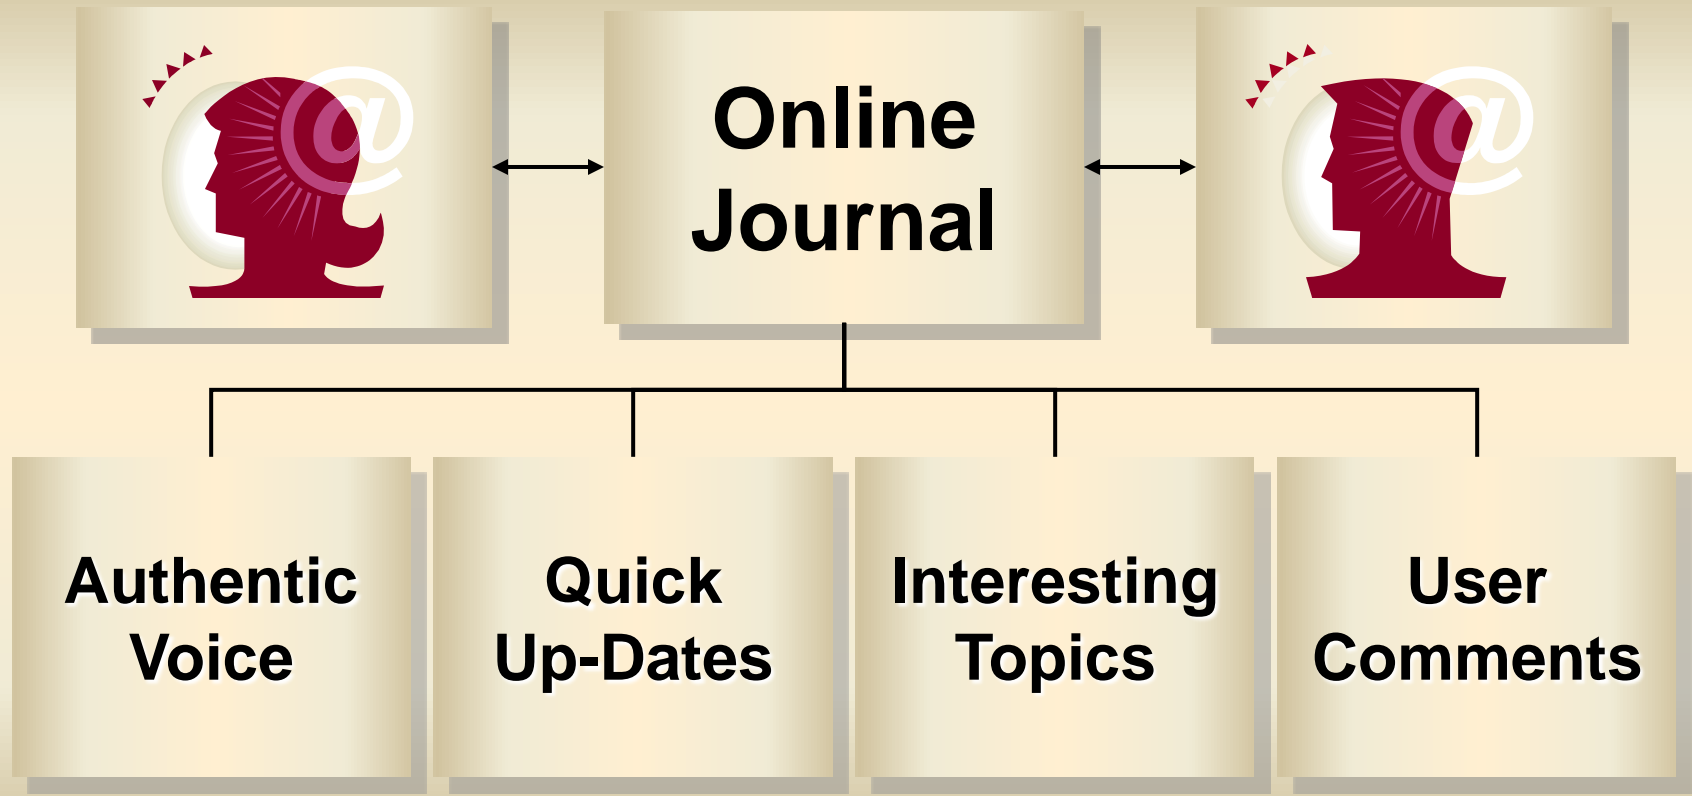 @
Online
Journal
@
Authentic
Voice
Quick
Up-Dates
Interesting
Topics
User
Comments